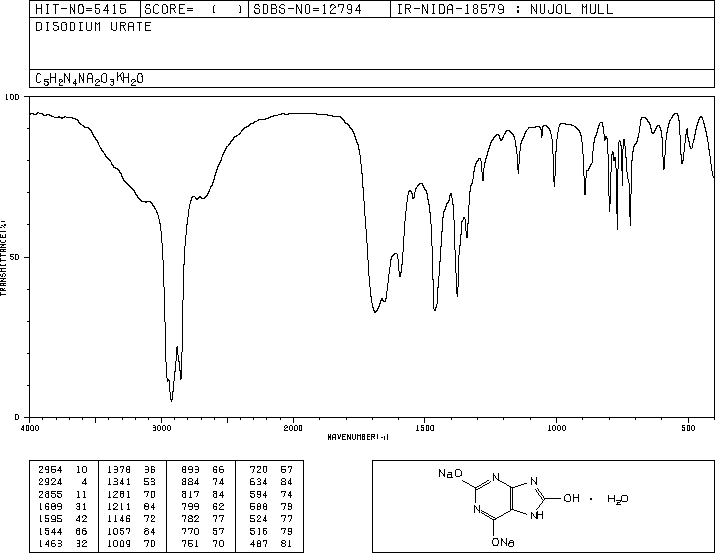 HIT-NO=5415 SCORE= ( ) SDBS-NO=12794 IR-NIDA-18579 : NUJOL MULL
DISODIUM URATE
C5H2N4NA2O3XH2O
100
50
0
TRANSMITTANCE(%)
4000 3000 2000 1500 1000 500
WAVENUMBER(-1)
2954 10 1378 36 893 66 720 57
2924 4 1341 53 884 74 634 84
2855 11 1281 70 817 84 594 74
1689 31 1211 84 799 62 588 79
1595 42 1146 72 782 77 524 77
1544 66 1057 84 770 57 516 79
1463 32 1009 70 751 70 487 81
NaO N N
OH · H2O
N NH
ONa